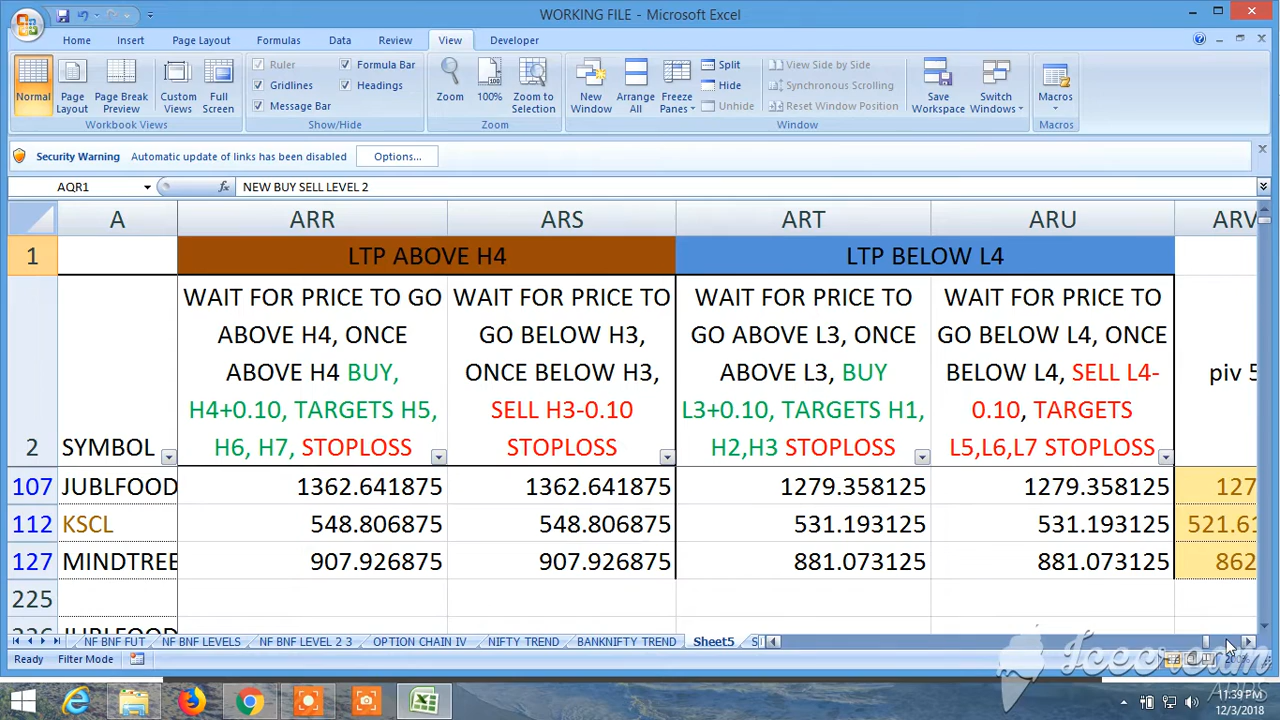 WORKING FILE - Microsoft Excel
Home Insert Page Layout Formulas Data Review View Developer
Ruler Formula Bar
Gridlines Headings
Message Bar
Normal Page Layout Page Break Preview Custom Views Full Screen
Zoom 100% Zoom to Selection
New Window Arrange All Freeze Panes
Split
Hide
Unhide
View Side by Side
Synchronous Scrolling
Reset Window Position
Save Workspace Switch Windows Macros
Workbook Views Show/Hide Zoom Window Macros
Security Warning Automatic update of links has been disabled Options...
AQR1 fx NEW BUY SELL LEVEL 2
A ARR ARS ART ARU ARV
1 LTP ABOVE H4 LTP BELOW L4
WAIT FOR PRICE TO GO ABOVE H4, ONCE ABOVE H4 BUY, H4+0.10, TARGETS H5, H6, H7, STOPLOSS
WAIT FOR PRICE TO GO BELOW H3, ONCE BELOW H3, SELL H3-0.10 STOPLOSS
WAIT FOR PRICE TO GO ABOVE L3, ONCE ABOVE L3, BUY L3+0.10, TARGETS H1, H2,H3 STOPLOSS
WAIT FOR PRICE TO GO BELOW L4, ONCE BELOW L4, SELL L4-0.10, TARGETS L5,L6,L7 STOPLOSS
piv 5
2 SYMBOL
107 JUBLFOOD 1362.641875 1362.641875 1279.358125 1279.358125 127
112 KSCL 548.806875 548.806875 531.193125 531.193125 521.61
127 MINDTREE 907.926875 907.926875 881.073125 881.073125 862
225
226 JUBLFOOD
NF BNF FUT NF BNF LEVELS NF BNF LEVEL 2 3 OPTION CHAIN IV NIFTY TREND BANKNIFTY TREND Sheet5 S
Ready Filter Mode 200%
Icecream
APPS
11:39 PM
12/3/2018